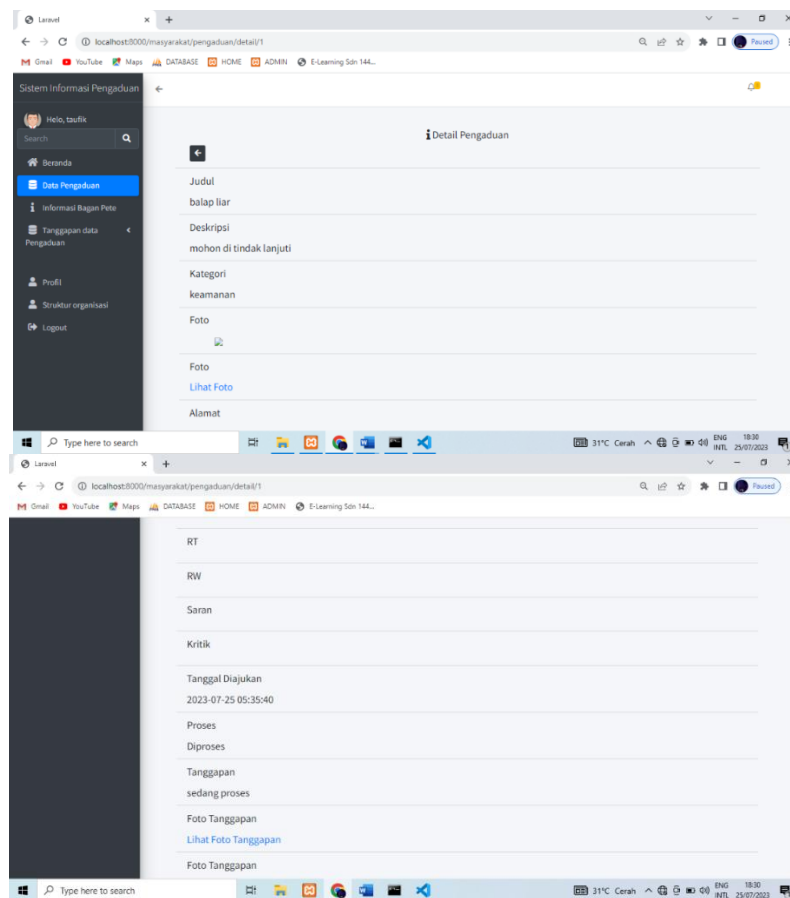 Laravel
localhost:8000/masyarakat/pengaduan/detail/1
Paused
Gmail YouTube Maps DATABASE HOME ADMIN E-Learning Sdn 144...
Sistem Informasi Pengaduan
Helo, taufik
Search
Beranda
Data Pengaduan
Informasi Bagan Pete
Tanggapan data
Pengaduan
Profil
Struktur organisasi
Logout
Detail Pengaduan
Judul
balap liar
Deskripsi
mohon di tindak lanjuti
Kategori
keamanan
Foto
Foto
Lihat Foto
Alamat
Type here to search
31°C Cerah
ENG
INTL
18:30
25/07/2023
Laravel
localhost:8000/masyarakat/pengaduan/detail/1
Paused
Gmail YouTube Maps DATABASE HOME ADMIN E-Learning Sdn 144...
RT
RW
Saran
Kritik
Tanggal Diajukan
2023-07-25 05:35:40
Proses
Diproses
Tanggapan
sedang proses
Foto Tanggapan
Lihat Foto Tanggapan
Foto Tanggapan
Type here to search
31°C Cerah
ENG
INTL
18:30
25/07/2023